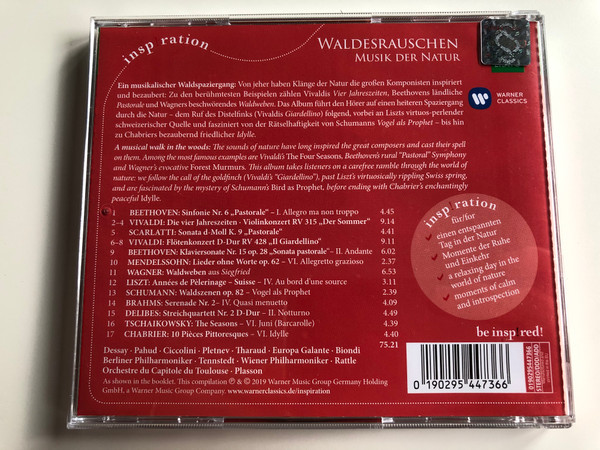 insp ration
WALDESRAUSCHEN
MUSIK DER NATUR
Ein musikalischer Waldspaziergang: Von jeher haben Klänge der Natur die großen Komponisten inspiriert
und bezaubert: Zu den berühmtesten Beispielen zählen Vivaldis Vier Jahreszeiten, Beethovens ländliche
Pastorale und Wagners beschwörendes Waldweben. Das Album führt den Hörer auf einen heiteren Spaziergang
durch die Natur – dem Ruf des Distelfinks (Vivaldis Giardellino) folgend, vorbei an Liszts virtuos-perlender
schweizerischer Quelle und fasziniert von der Rätselhaftigkeit von Schumanns Vogel als Prophet – bis hin
zu Chabriers bezaubernd friedlicher Idylle.
WARNER
CLASSICS
A musical walk in the woods: The sounds of nature have long inspired the great composers and cast their spell
on them. Among the most famous examples are Vivaldi's The Four Seasons, Beethoven's rural "Pastoral" Symphony
and Wagner's evocative Forest Murmurs. This album takes listeners on a carefree ramble through the world of
nature: we follow the call of the goldfinch (Vivaldi's "Giardellino"), past Liszt's virtuosically rippling Swiss spring,
and are fascinated by the mystery of Schumann's Bird as Prophet, before ending with Chabrier's enchantingly
peaceful Idylle.
1 BEETHOVEN: Sinfonie Nr. 6 „Pastorale" – I. Allegro ma non troppo 4.45
2–4 VIVALDI: Die vier Jahreszeiten · Violinkonzert RV 315 „Der Sommer" 9.14
5 SCARLATTI: Sonata d-Moll K. 9 „Pastorale" 4.41
6–8 VIVALDI: Flötenkonzert D-Dur RV 428 „Il Giardellino" 9.11
9 BEETHOVEN: Klaviersonate Nr. 15 op. 28 „Sonata pastorale" – II. Andante 6.02
10 MENDELSSOHN: Lieder ohne Worte op. 62 – VI. Allegretto grazioso 2.37
11 WAGNER: Waldweben aus Siegfried 6.53
12 LISZT: Années de Pèlerinage – Suisse – IV. Au bord d'une source 3.11
13 SCHUMANN: Waldszenen op. 82 – Vogel als Prophet 2.39
14 BRAHMS: Serenade Nr. 2– IV. Quasi menuetto 4.09
15 DELIBES: Streichquartett Nr. 2 D-Dur – II. Notturno 4.49
16 TSCHAIKOWSKY: The Seasons – VI. Juni (Barcarolle) 4.39
17 CHABRIER: 10 Pièces Pittoresques – VI. Idylle 4.40
75.21
insp ration
für/for
einen entspannten
Tag in der Natur
Momente der Ruhe
und Einkehr
a relaxing day in the
world of nature
moments of calm
and introspection
be insp red!
Dessay · Pahud · Ciccolini · Pletnev · Tharaud · Europa Galante · Biondi
Berliner Philharmoniker · Tennstedt · Wiener Philharmoniker · Rattle
Orchestre du Capitole du Toulouse · Plasson
As shown in the booklet. This compilation ℗ & © 2019 Warner Music Group Germany Holding
GmbH, a Warner Music Group Company. www.warnerclassics.de/inspiration
0 190295 447366
0190295447366
STEREO/DDD/ADD